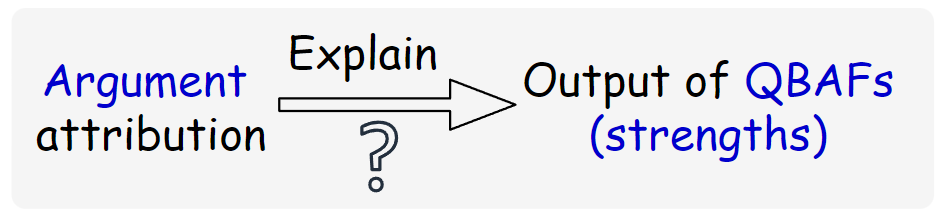 Explain
Argument
attribution
?
Output of QBAFs
(strengths)